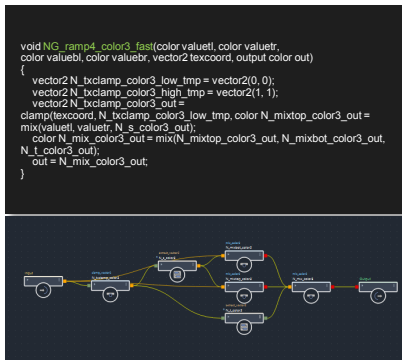 void NG_ramp4_color3_fast(color valuetl, color valuetr,
color valuebl, color valuebr, vector2 texcoord, output color out)
{
vector2 N_txclamp_color3_low_tmp = vector2(0, 0);
vector2 N_txclamp_color3_high_tmp = vector2(1, 1);
vector2 N_txclamp_color3_out =
clamp(texcoord, N_txclamp_color3_low_tmp, color N_mixtop_color3_out =
mix(valuetl, valuetr, N_s_color3_out);
color N_mix_color3_out = mix(N_mixtop_color3_out, N_mixbot_color3_out,
N_t_color3_out);
out = N_mix_color3_out;
}